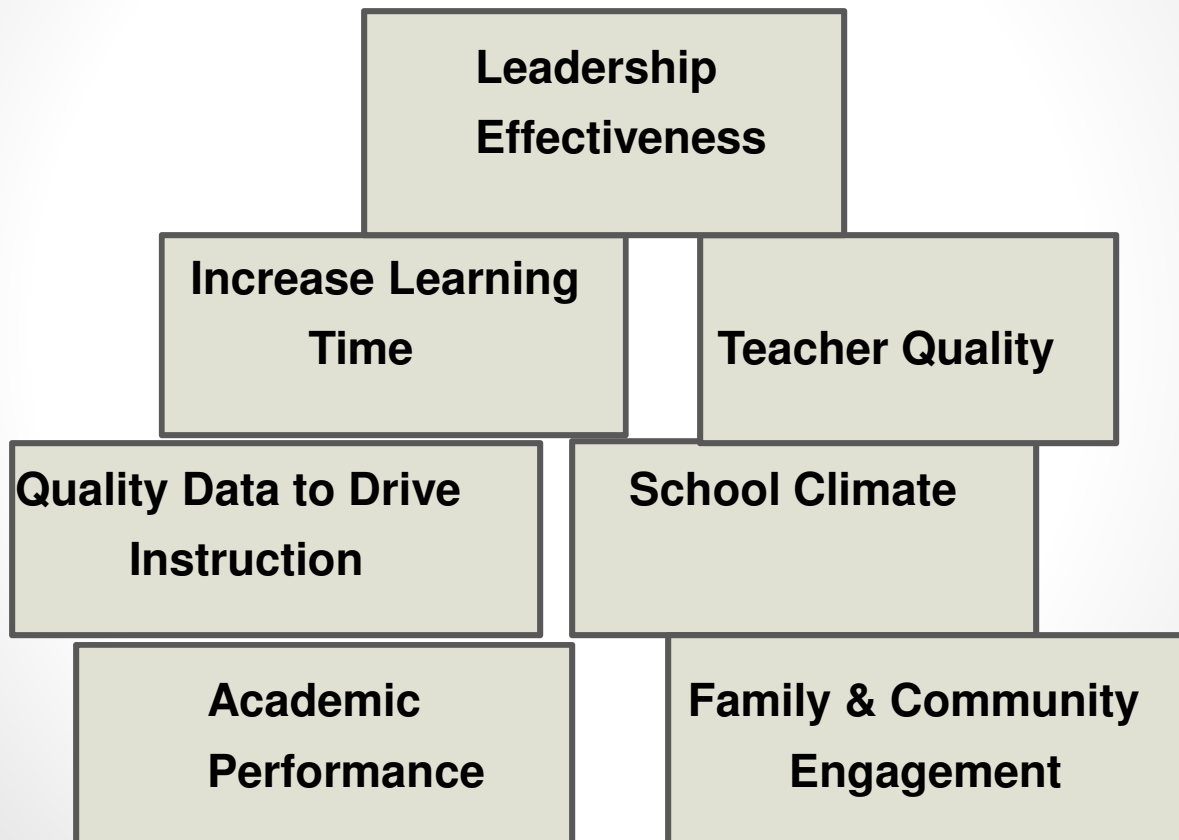 Leadership
Effectiveness
Increase Learning
Time
Teacher Quality
Quality Data to Drive
Instruction
School Climate
Academic
Performance
Family & Community
Engagement